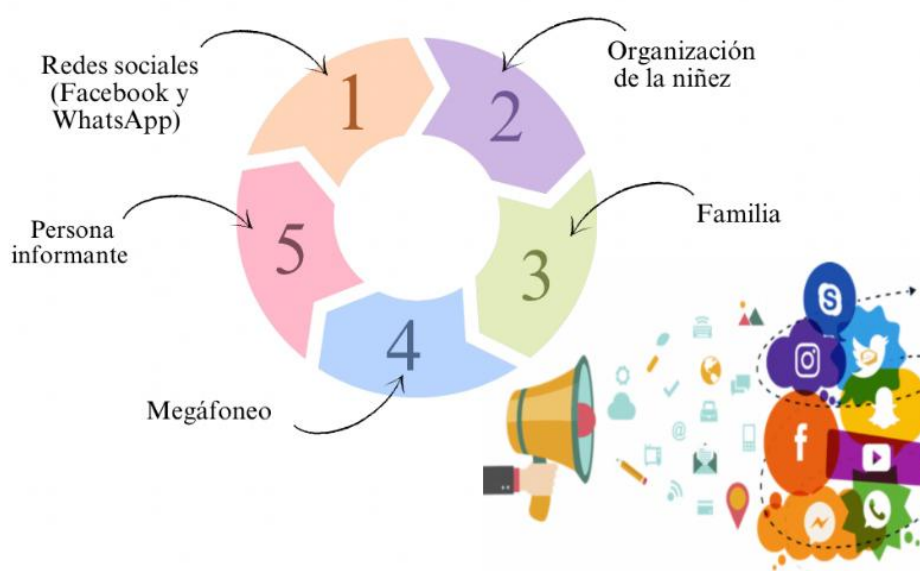 Redes sociales
(Facebook y
WhatsApp)
1
2
Organización
de la niñez
Familia
3
4
Megáfoneo
5
Persona
informante